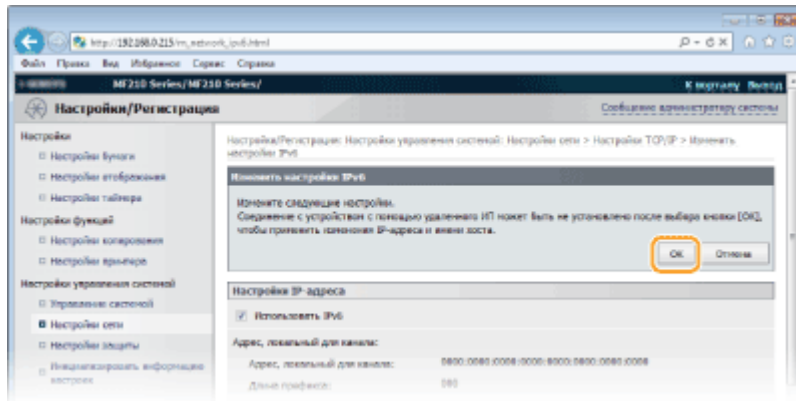 http://192.168.0.215/m_network_ipv6.html
Файл Правка Вид Избранное Сервис Справка
MF210 Series/MF210 Series/
К порталу Выход
Настройки/Регистрация
Сообщение администратору системы
Настройки
Настройки бумаги
Настройки отображения
Настройки таймера
Настройки функций
Настройки копирования
Настройки принтера
Настройки управления системой
Управление системой
Настройки сети
Настройки защиты
Инициализировать информацию настроек
Настройки/Регистрация: Настройки управления системой: Настройки сети > Настройки TCP/IP > Изменить
настройки IPv6
Изменить настройки IPv6
Измените следующие настройки.
Соединение с устройством с помощью удаленного ИП может быть не установлено после выбора кнопки [OK],
чтобы применить изменения IP-адреса и имени хоста.
OK Отмена
Настройки IP-адреса
Использовать IPv6
Адрес, локальный для канала:
Адрес, локальный для канала:
Длина префикса: